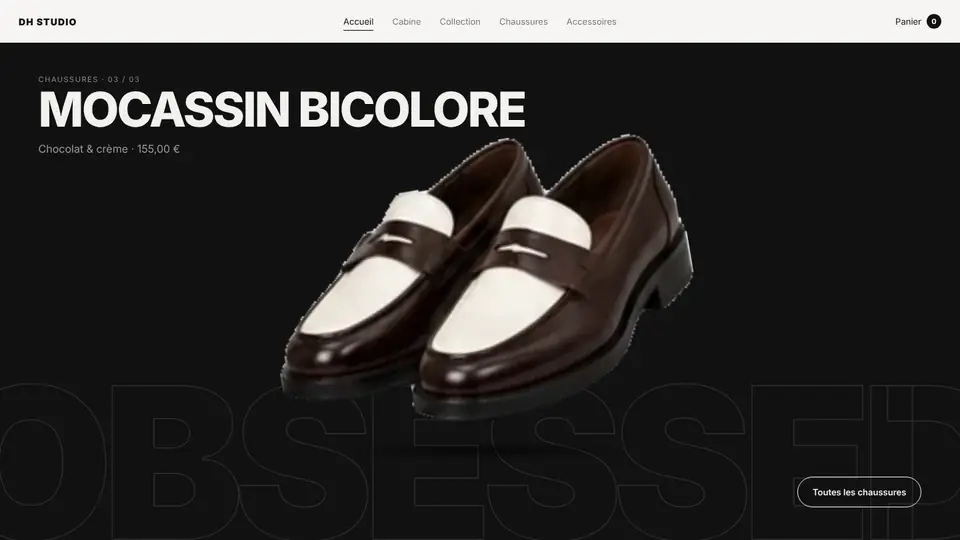 DH STUDIO
Accueil
Cabine
Collection
Chaussures
Accessoires
Panier 0
CHAUSSURES · 03 / 03
MOCASSIN BICOLORE
Chocolat & crème · 155,00 €
OBSESSED
Toutes les chaussures